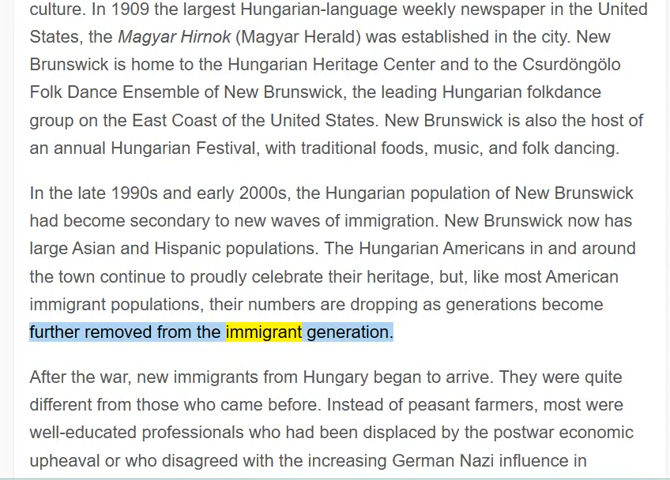 culture. In 1909 the largest Hungarian-language weekly newspaper in the United
States, the Magyar Hirnok (Magyar Herald) was established in the city. New
Brunswick is home to the Hungarian Heritage Center and to the Csurdöngölo
Folk Dance Ensemble of New Brunswick, the leading Hungarian folkdance
group on the East Coast of the United States. New Brunswick is also the host of
an annual Hungarian Festival, with traditional foods, music, and folk dancing.
In the late 1990s and early 2000s, the Hungarian population of New Brunswick
had become secondary to new waves of immigration. New Brunswick now has
large Asian and Hispanic populations. The Hungarian Americans in and around
the town continue to proudly celebrate their heritage, but, like most American
immigrant populations, their numbers are dropping as generations become
further removed from the immigrant generation.
After the war, new immigrants from Hungary began to arrive. They were quite
different from those who came before. Instead of peasant farmers, most were
well-educated professionals who had been displaced by the postwar economic
upheaval or who disagreed with the increasing German Nazi influence in